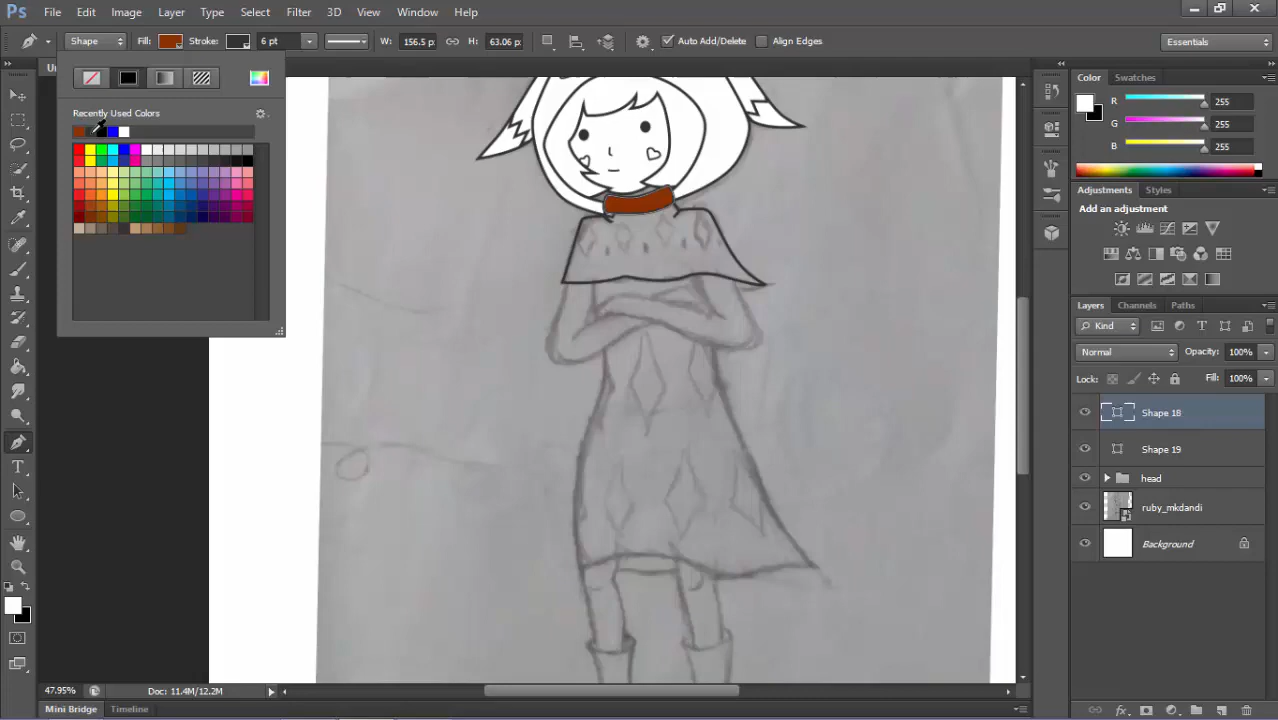 Ps File Edit Image Layer Type Select Filter 3D View Window Help
Shape Fill: Stroke: 6 pt W: 156.5 p H: 63.06 p Auto Add/Delete Align Edges Essentials
Recently Used Colors
Color Swatches
R 255
G 255
B 255
Adjustments Styles
Add an adjustment
Layers Channels Paths
Kind
Normal Opacity: 100%
Lock: Fill: 100%
Shape 18
Shape 19
head
ruby_mkdandi
Background
T
47.95% Doc: 11.4M/12.2M
Mini Bridge Timeline